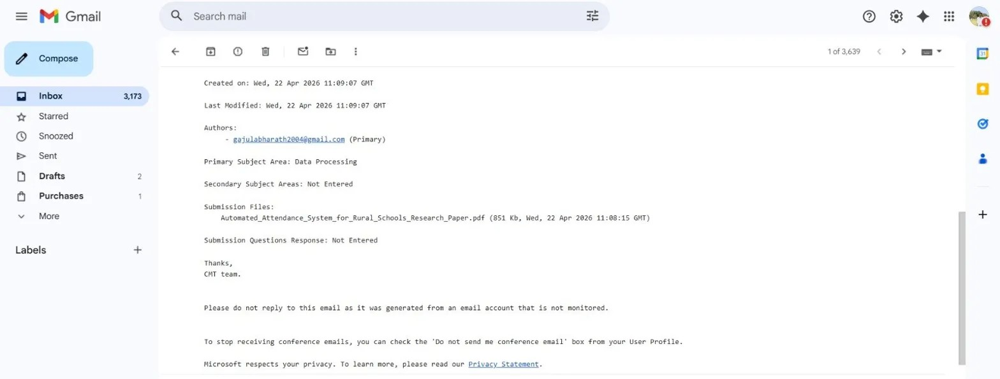 Gmail
Search mail
Compose
1 of 3,639
31
Inbox 3,173
Starred
Snoozed
Sent
Drafts 2
Purchases 1
More
Labels
Created on: Wed, 22 Apr 2026 11:09:07 GMT
Last Modified: Wed, 22 Apr 2026 11:09:07 GMT
Authors:
- gajulabharath2004@gmail.com (Primary)
Primary Subject Area: Data Processing
Secondary Subject Areas: Not Entered
Submission Files:
Automated_Attendance_System_for_Rural_Schools_Research_Paper.pdf (851 Kb, Wed, 22 Apr 2026 11:08:15 GMT)
Submission Questions Response: Not Entered
Thanks,
CMT team.
Please do not reply to this email as it was generated from an email account that is not monitored.
To stop receiving conference emails, you can check the 'Do not send me conference email' box from your User Profile.
Microsoft respects your privacy. To learn more, please read our Privacy Statement.